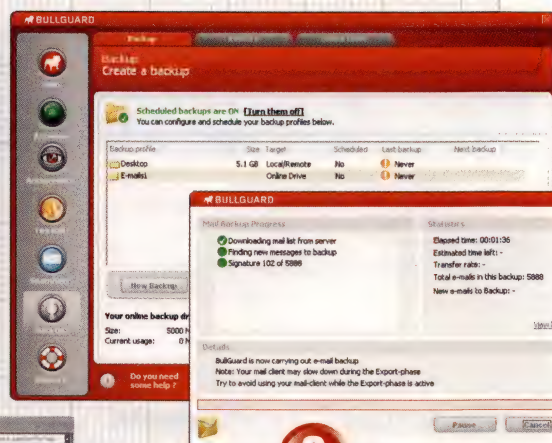 BULLGUARD
Backup
Backup
Create a backup
Scheduled backups are ON [Turn them off]
You can configure and schedule your backup profiles below.
Backup profile Size Target Scheduled Last backup Next backup
Desktop 5.1 GB Local/Remote No Never
E-mails1 Online Drive No Never
New Backup
Your online backup dr
Size: 5000 M
Current usage: 0 M
Do you need
some help ?
BULLGUARD
Mail Backup Progress
Downloading mail list from server
Finding new messages to backup
Signature 102 of 5888
Statistics
Elapsed time: 00:01:36
Estimated time left: -
Transfer rate: -
Total e-mails in this backup: 5888
New e-mails to Backup: -
View
Details
BullGuard is now carrying out e-mail backup
Note: Your mail client may slow down during the Export-phase
Try to avoid using your mail-client while the Export-phase is active
Pause Cancel